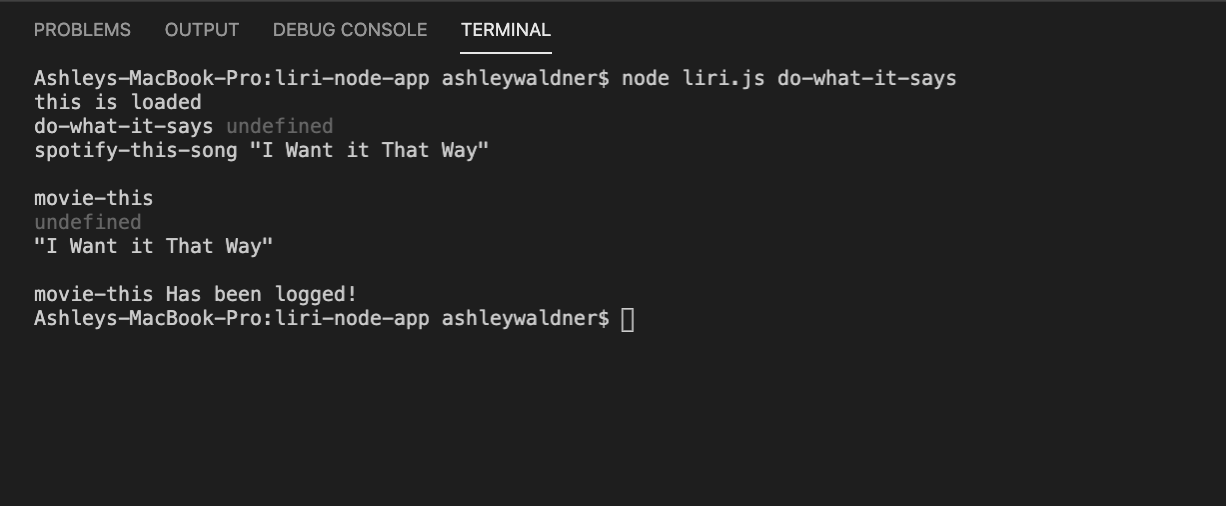 PROBLEMS OUTPUT DEBUG CONSOLE TERMINAL
Ashleys-MacBook-Pro:liri-node-app ashleywaldner$ node liri.js do-what-it-says
this is loaded
do-what-it-says undefined
spotify-this-song "I Want it That Way"
movie-this
undefined
"I Want it That Way"
movie-this Has been logged!
Ashleys-MacBook-Pro:liri-node-app ashleywaldner$